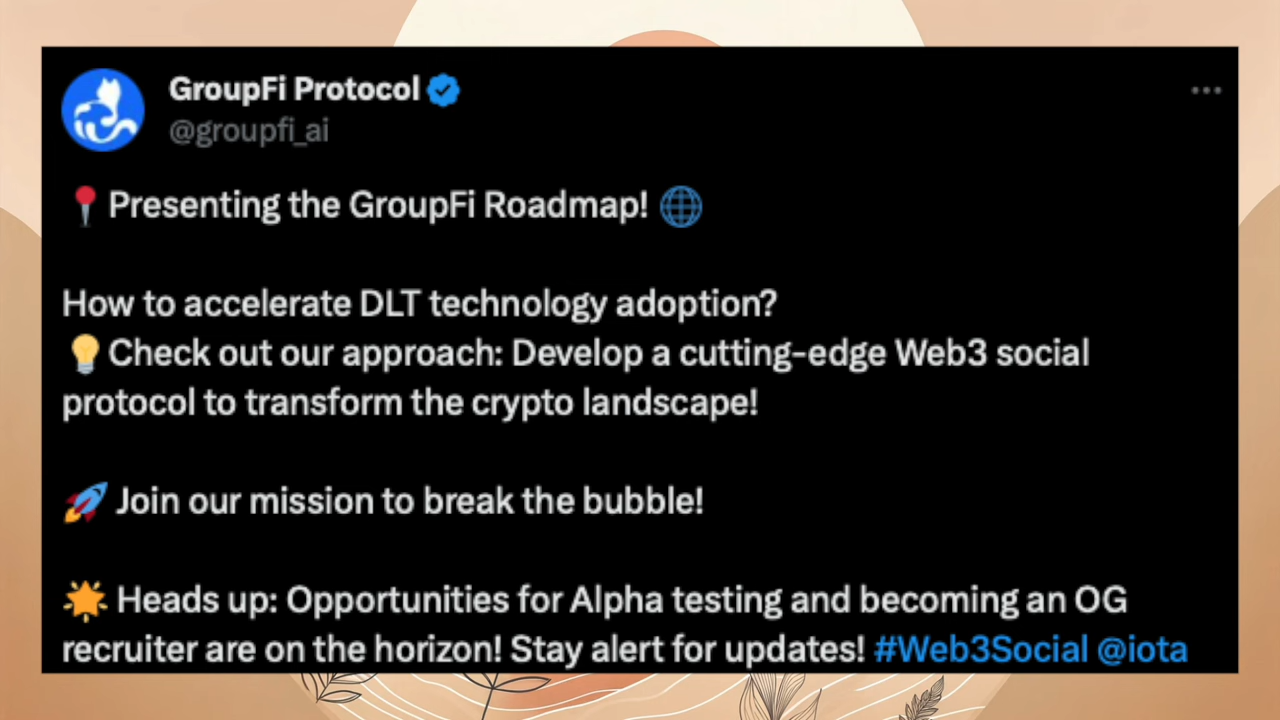 GroupFi Protocol
@groupfi_ai
📍Presenting the GroupFi Roadmap! 🌐
How to accelerate DLT technology adoption?
💡Check out our approach: Develop a cutting-edge Web3 social
protocol to transform the crypto landscape!
🚀 Join our mission to break the bubble!
🌟 Heads up: Opportunities for Alpha testing and becoming an OG
recruiter are on the horizon! Stay alert for updates! #Web3Social @iota